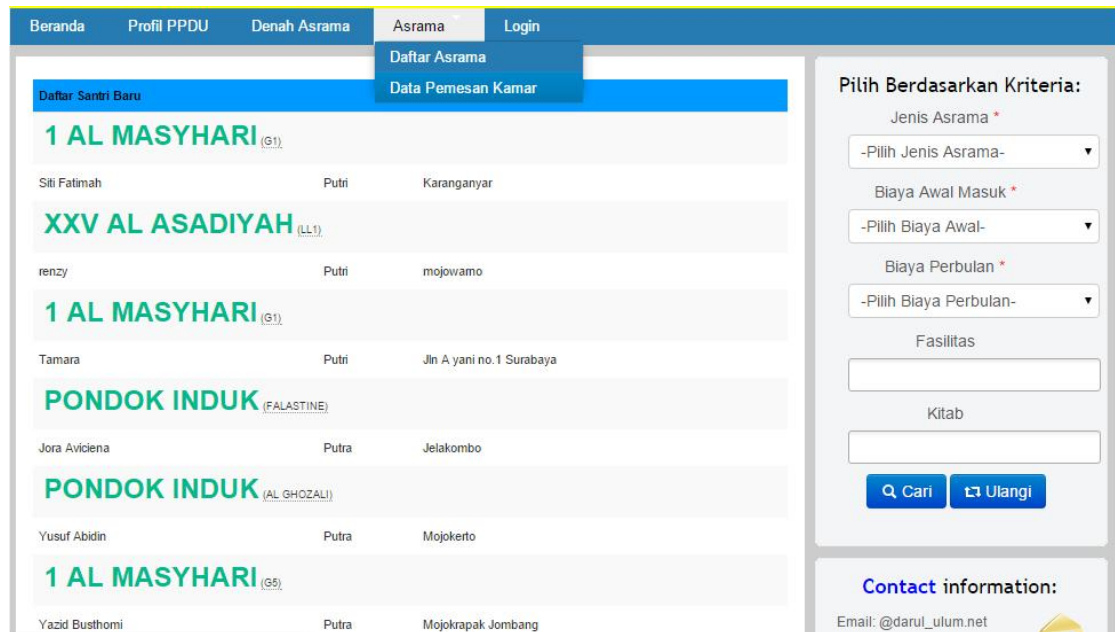 Beranda Profil PPDU Denah Asrama Asrama Login
Daftar Asrama
Data Pemesan Kamar
Daftar Santri Baru
1 AL MASYHARI (G1)
Siti Fatimah Putri Karanganyar
XXV AL ASADIYAH (LL1)
renzy Putri mojowarno
1 AL MASYHARI (G1)
Tamara Putri Jln A yani no.1 Surabaya
PONDOK INDUK (FALASTINE)
Jora Aviciena Putra Jelakombo
PONDOK INDUK (AL GHOZALI)
Yusuf Abidin Putra Mojokerto
1 AL MASYHARI (G5)
Yazid Busthomi Putra Mojokrapak Jombang
Pilih Berdasarkan Kriteria:
Jenis Asrama *
-Pilih Jenis Asrama-
Biaya Awal Masuk *
-Pilih Biaya Awal-
Biaya Perbulan *
-Pilih Biaya Perbulan-
Fasilitas
Kitab
Cari Ulangi
Contact information:
Email: @darul_ulum.net